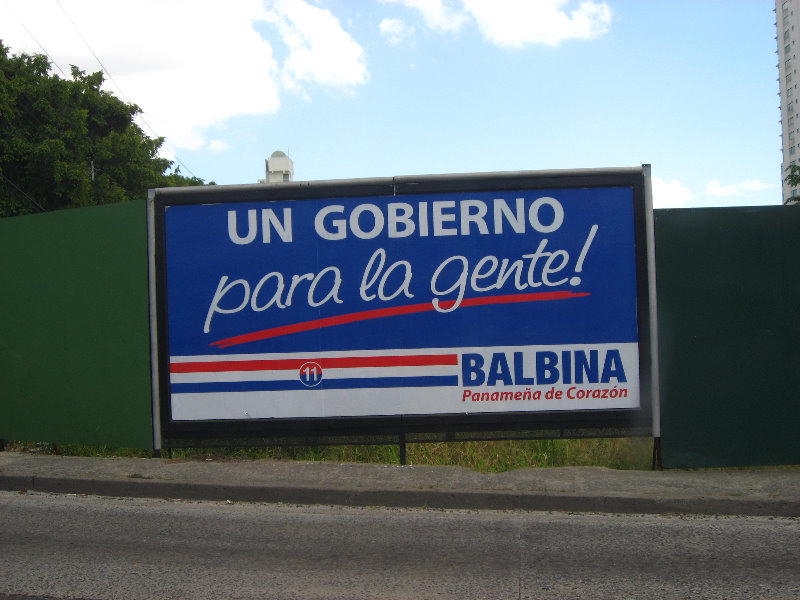 UN GOBIERNO
para la gente!
11
BALBINA
Panameña de Corazón